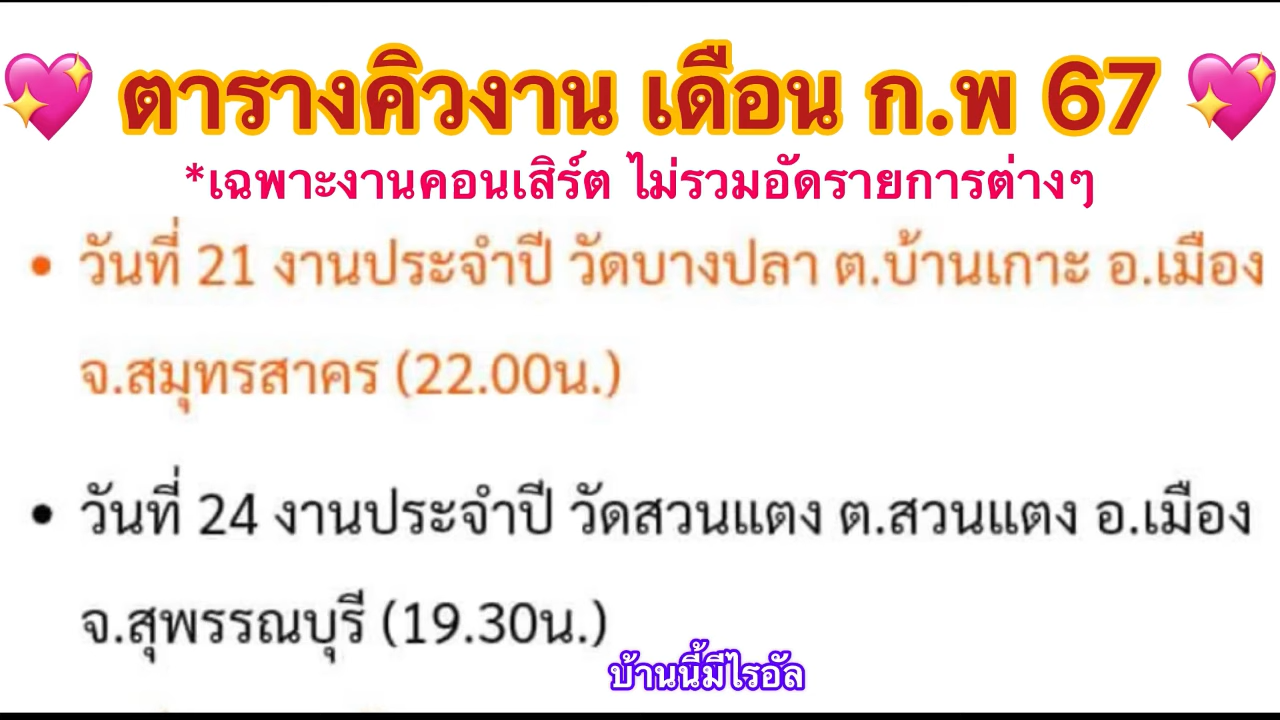 💖 ตารางคิวงาน เดือน ก.พ 67 💖
*เฉพาะงานคอนเสิร์ต ไม่รวมอัดรายการต่างๆ
• วันที่ 21 งานประจำปี วัดบางปลา ต.บ้านเกาะ อ.เมือง
จ.สมุทรสาคร (22.00น.)
• วันที่ 24 งานประจำปี วัดสวนแตง ต.สวนแตง อ.เมือง
จ.สุพรรณบุรี (19.30น.)
บ้านนี้มีไรอัล